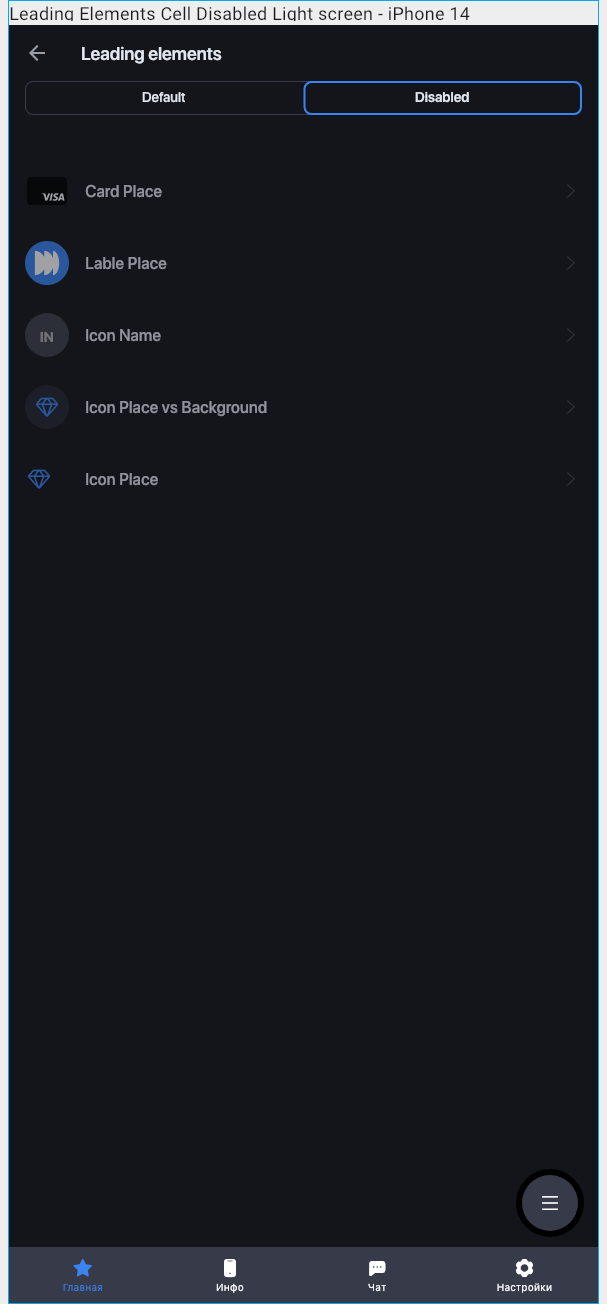 Leading Elements Cell Disabled Light screen - iPhone 14
Leading elements
Default Disabled
VISA Card Place
Lable Place
IN Icon Name
Icon Place vs Background
Icon Place
Главная Инфо Чат Настройки